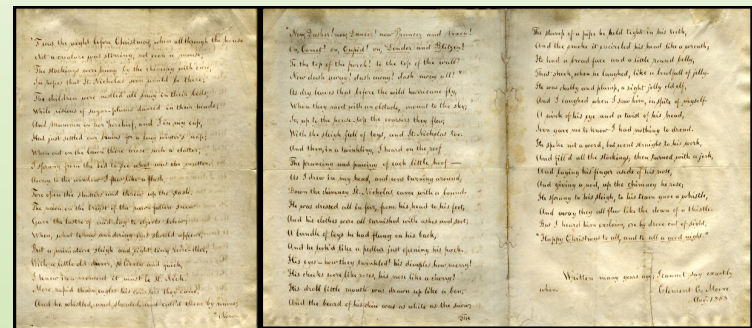 'Twas the night before Christmas, when all through the house
Not a creature was stirring, not even a mouse;
The stockings were hung by the chimney with care,
In hopes that St. Nicholas soon would be there;
The children were nestled all snug in their beds,
While visions of sugar-plums danced in their heads;
And Mamma in her 'kerchief, and I in my cap,
Had just settled our brains for a long winter's nap;
When out on the lawn there arose such a clatter,
I sprang from the bed to see what was the matter.
Away to the window I flew like a flash,
Tore open the shutters and threw up the sash.
The moon on the breast of the new-fallen snow
Gave the lustre of mid-day to objects below,
When, what to my wondering should appear,
But a miniature sleigh, and eight tiny reindeer,
With a little old driver, so lively and quick,
I knew in a moment it must be St. Nick.
More rapid than eagles his coursers they came,
And he whistled, and shouted, and call'd them by name;
"Now,
"Now, Dasher! now, Dancer! now Prancer and Vixen!
On, Comet! on, Cupid! on, Donder and Blitzen!
To the top of the porch! to the top of the wall!
Now dash away! dash away! dash away all!"
As dry leaves that before the wild hurricane fly,
When they meet with an obstacle, mount to the sky;
So, up to the house-top the coursers they flew,
With the sleigh full of toys, and St. Nicholas too.
And then, in a twinkling, I heard on the roof
The prancing and pawing of each little hoof—
As I drew in my head, and was turning around,
Down the chimney St. Nicholas came with a bound.
He was dressed all in fur, from his head to his foot,
And his clothes were all tarnished with ashes and soot;
A bundle of toys he had flung on his back,
And he look'd like a pedlar just opening his pack.
His eyes — how they twinkled! his dimples how merry!
His cheeks were like roses, his nose like a cherry!
His droll little mouth was drawn up like a bow,
And the beard of his chin was as white as the snow;
The
The stump of a pipe he held tight in his teeth,
And the smoke it encircled his head like a wreath;
He had a broad face and a little round belly,
That shook, when he laughed, like a bowlfull of jelly.
He was chubby and plump, a right jolly old elf,
And I laughed when I saw him, in spite of myself.
A wink of his eye and a twist of his head,
Soon gave me to know I had nothing to dread.
He spoke not a word, but went straight to his work,
And fill'd all the stockings; then turned with a jerk,
And laying his finger aside of his nose,
And giving a nod, up the chimney he rose;
He sprang to his sleigh, to his team gave a whistle,
And away they all flew like the down of a thistle.
But I heard him exclaim, ere he drove out of sight,
"Happy Christmas to all, and to all a good night."
Written many years ago; I cannot say exactly
when
Clement C. Moore.
1853